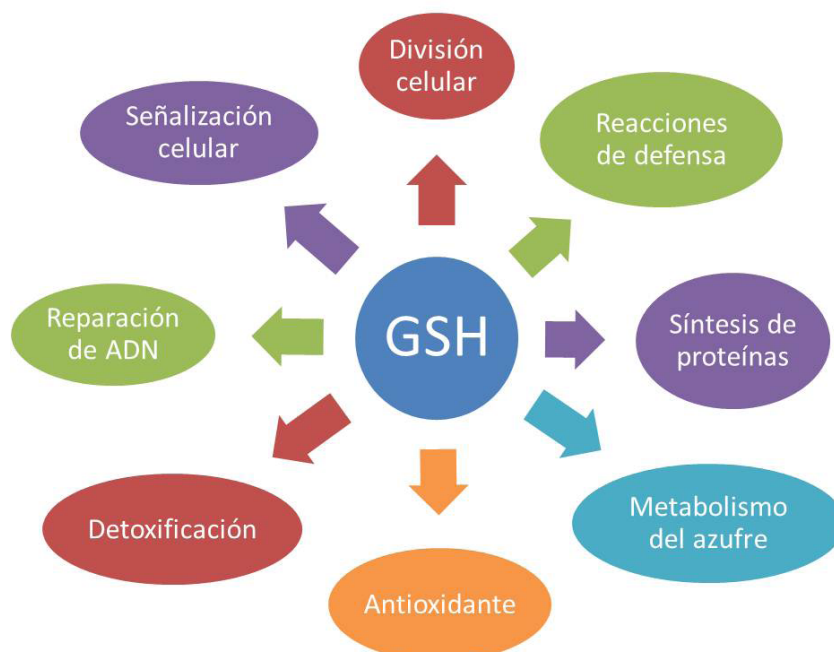 División
celular
Señalización
celular
Reacciones
de defensa
GSH
Reparación
de ADN
Síntesis de
proteínas
Detoxificación
Metabolismo
del azufre
Antioxidante